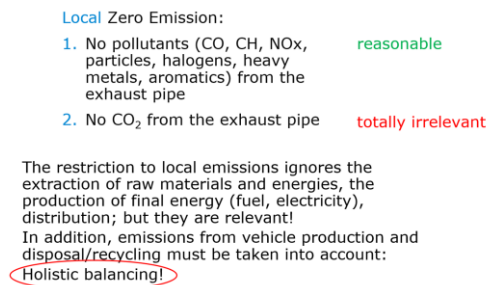 Local Zero Emission:
1. No pollutants (CO, CH, NOx, reasonable
particles, halogens, heavy
metals, aromatics) from the
exhaust pipe
2. No CO₂ from the exhaust pipe totally irrelevant
The restriction to local emissions ignores the
extraction of raw materials and energies, the
production of final energy (fuel, electricity),
distribution; but they are relevant!
In addition, emissions from vehicle production and
disposal/recycling must be taken into account:
Holistic balancing!